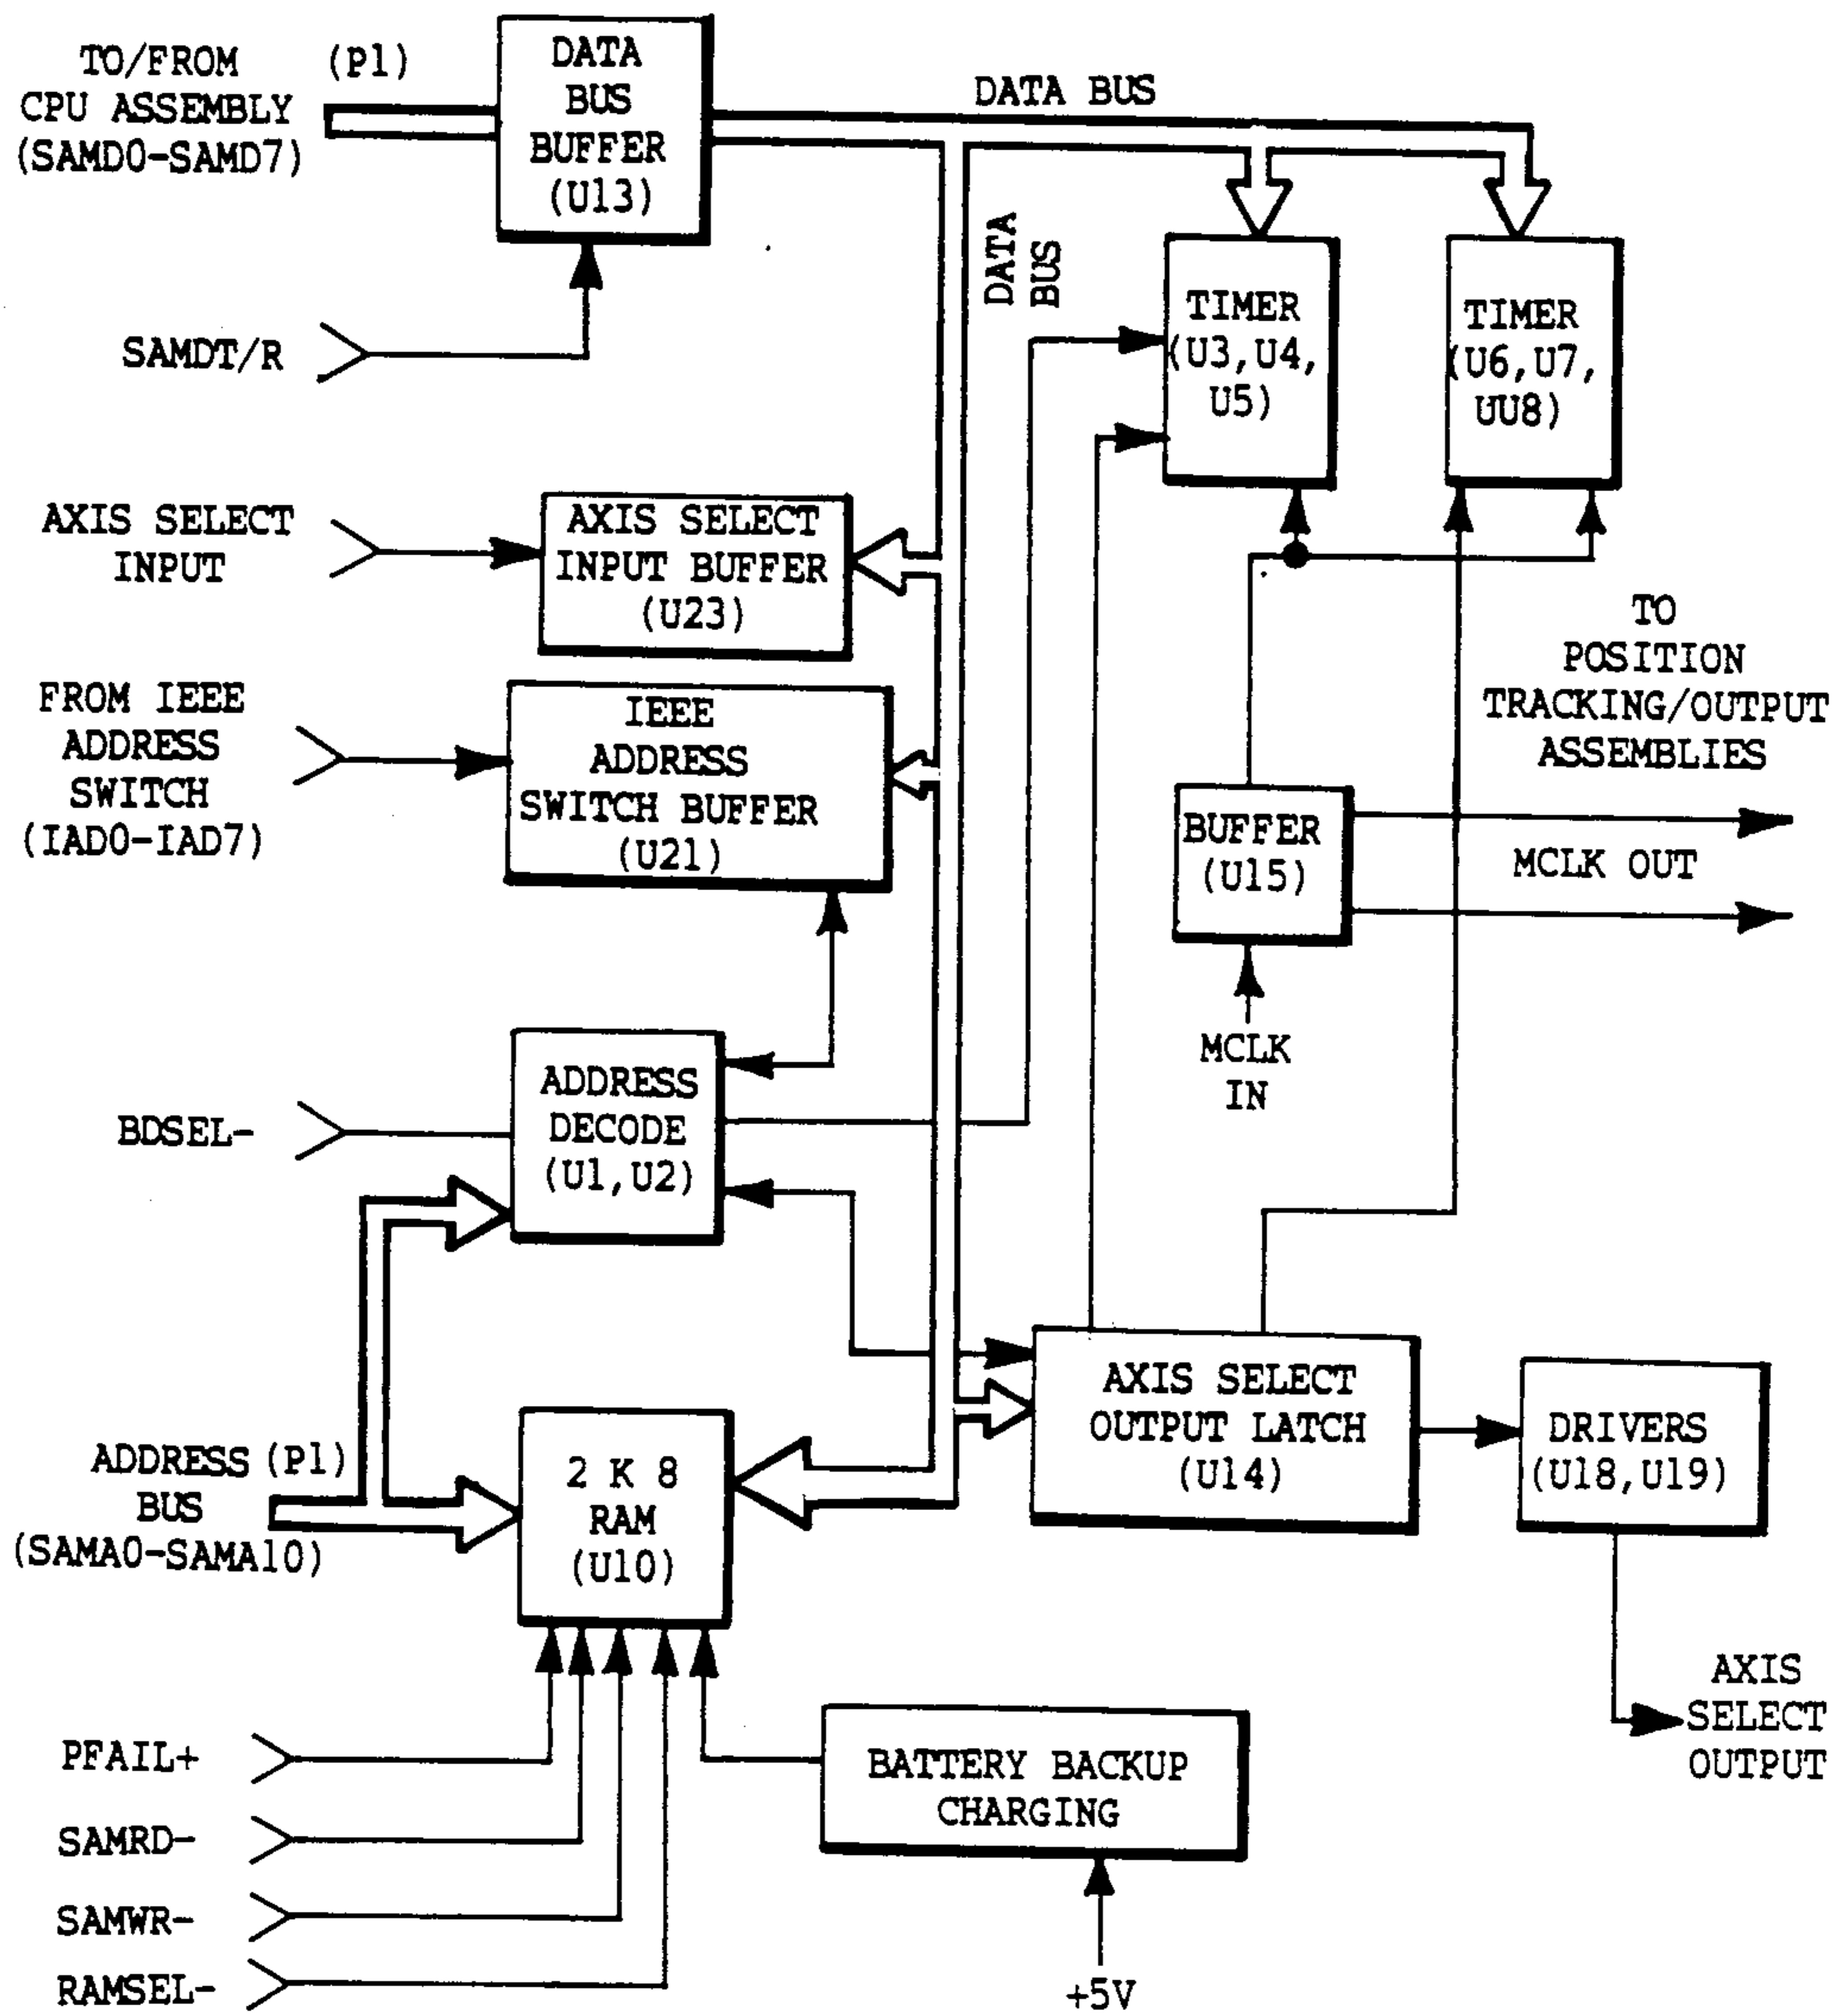 TO/FROM
CPU ASSEMBLY
(SAMD0-SAMD7)
(P1)
DATA
BUS
BUFFER
(U13)
DATA BUS
DATA
BUS
SAMDT/R
TIMER
(U3,U4,
U5)
TIMER
(U6,U7,
UU8)
AXIS SELECT
INPUT
AXIS SELECT
INPUT BUFFER
(U23)
FROM IEEE
ADDRESS
SWITCH
(IAD0-IAD7)
IEEE
ADDRESS
SWITCH BUFFER
(U21)
TO
POSITION
TRACKING/OUTPUT
ASSEMBLIES
BUFFER
(U15)
MCLK OUT
MCLK
IN
BDSEL-
ADDRESS
DECODE
(U1,U2)
ADDRESS (P1)
BUS
(SAMA0-SAMA10)
2 K 8
RAM
(U10)
AXIS SELECT
OUTPUT LATCH
(U14)
DRIVERS
(U18,U19)
AXIS
SELECT
OUTPUT
PFAIL+
SAMRD-
SAMWR-
RAMSEL-
BATTERY BACKUP
CHARGING
+5V